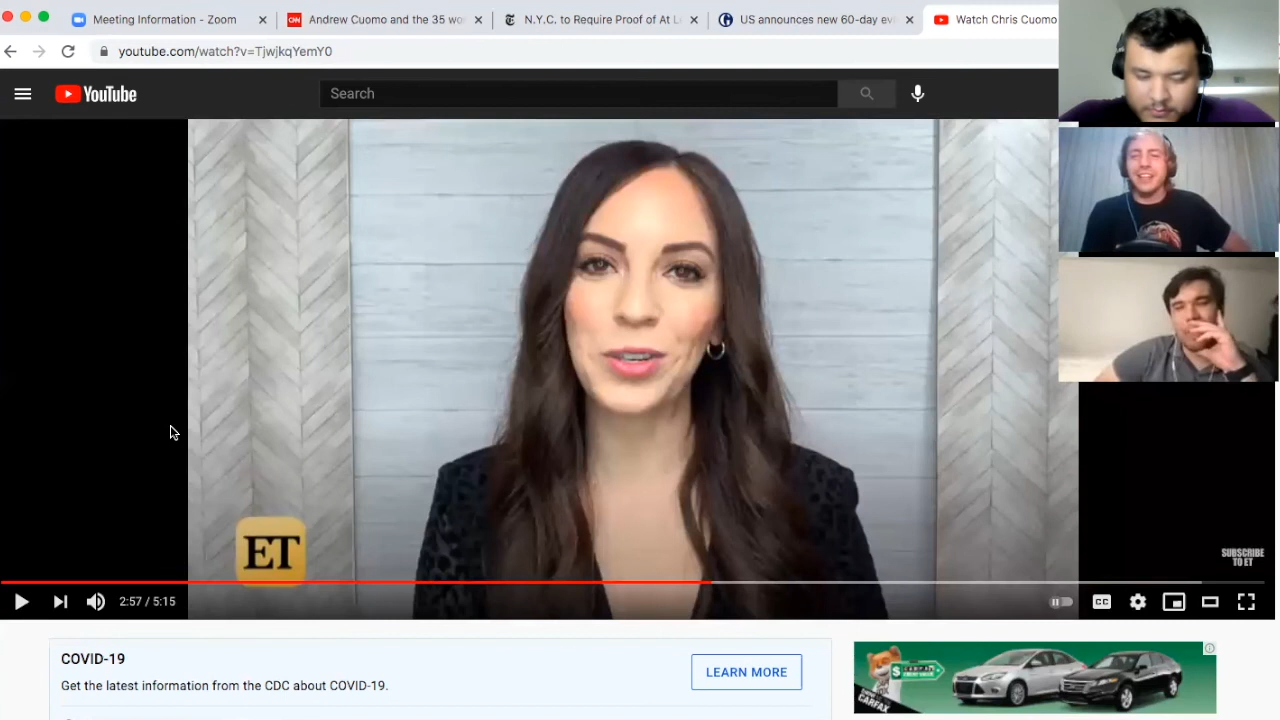 Meeting Information - Zoom
CNN
Andrew Cuomo and the 35 wo
N.Y.C. to Require Proof of At L
US announces new 60-day ev
Watch Chris Cuomo
youtube.com/watch?v=TjwjkqYemY0
YouTube
Search
ET
SUBSCRIBE
TO ET
2:57 / 5:15
CC
COVID-19
Get the latest information from the CDC about COVID-19.
LEARN MORE
CARFAX